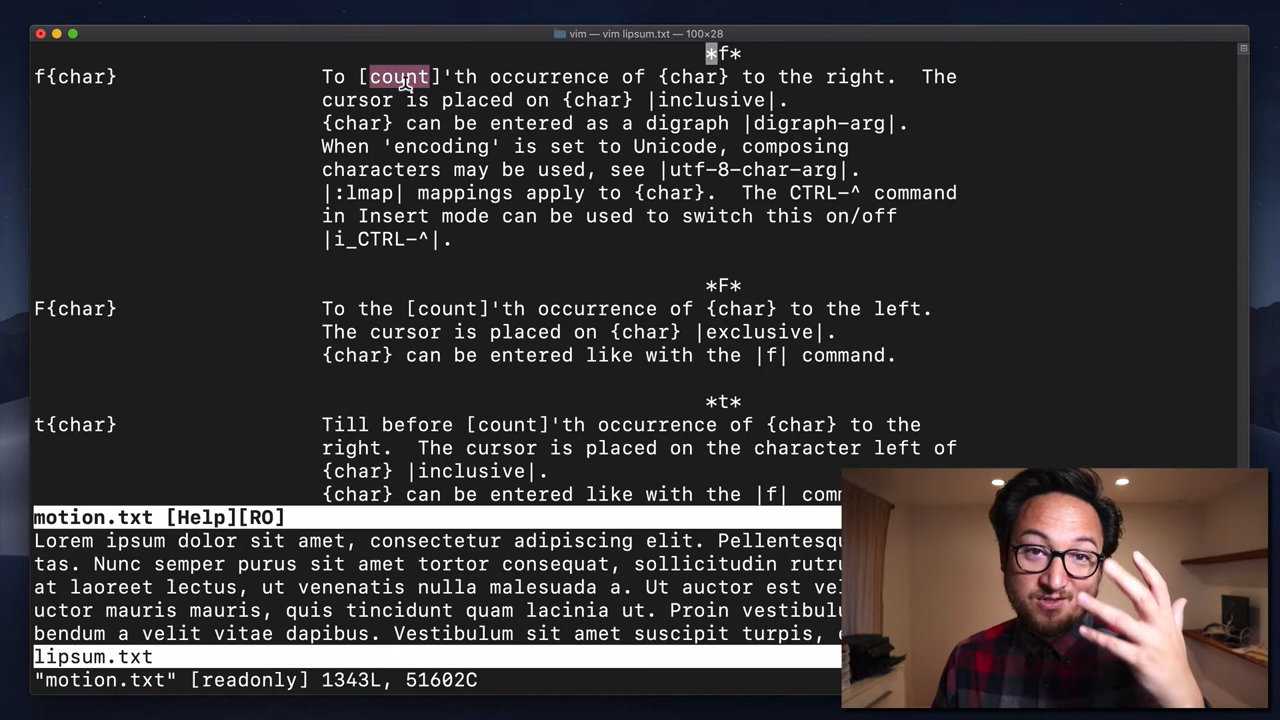 vim — vim lipsum.txt — 100×28
*f*
f{char} To [count]'th occurrence of {char} to the right. The
cursor is placed on {char} |inclusive|.
{char} can be entered as a digraph |digraph-arg|.
When 'encoding' is set to Unicode, composing
characters may be used, see |utf-8-char-arg|.
|:lmap| mappings apply to {char}. The CTRL-^ command
in Insert mode can be used to switch this on/off
|i_CTRL-^|.
*F*
F{char} To the [count]'th occurrence of {char} to the left.
The cursor is placed on {char} |exclusive|.
{char} can be entered like with the |f| command.
*t*
t{char} Till before [count]'th occurrence of {char} to the
right. The cursor is placed on the character left of
{char} |inclusive|.
{char} can be entered like with the |f| com
motion.txt [Help][RO]
Lorem ipsum dolor sit amet, consectetur adipiscing elit. Pellentesqu
tas. Nunc semper purus sit amet tortor consequat, sollicitudin rutru
at laoreet lectus, ut venenatis nulla malesuada a. Ut auctor est vel
uctor mauris mauris, quis tincidunt quam lacinia ut. Proin vestibulu
bendum a velit vitae dapibus. Vestibulum sit amet suscipit turpis,
lipsum.txt
"motion.txt" [readonly] 1343L, 51602C